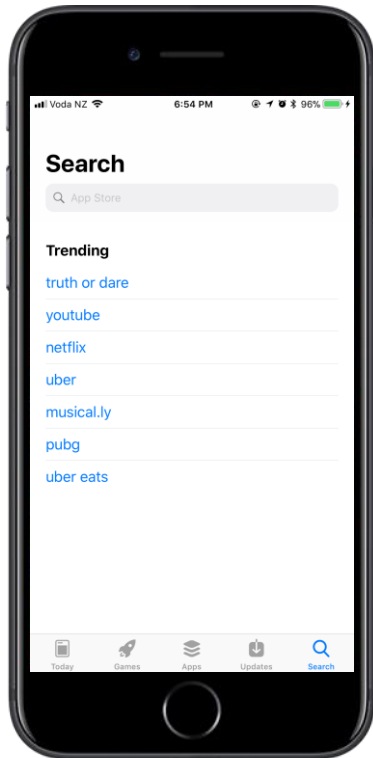 Voda NZ 6:54 PM 96%
Search
App Store
Trending
truth or dare
youtube
netflix
uber
musical.ly
pubg
uber eats
Today Games Apps Updates Search